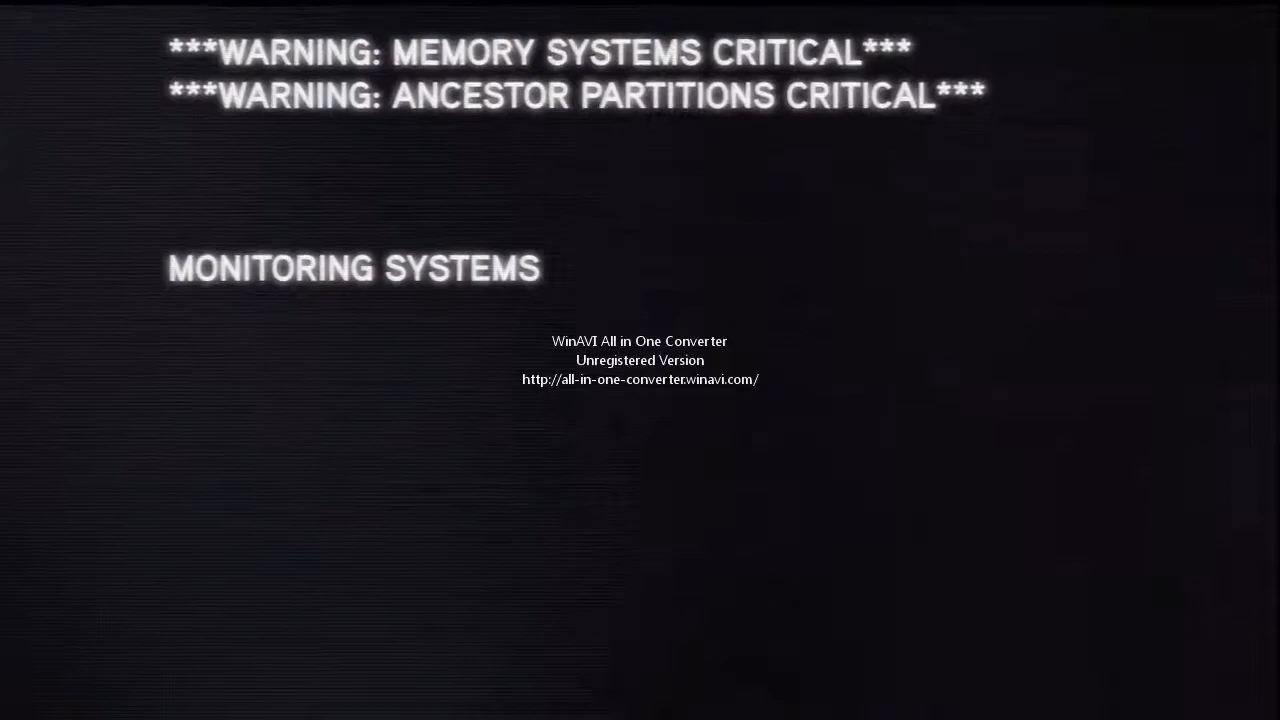 ***WARNING: MEMORY SYSTEMS CRITICAL***
***WARNING: ANCESTOR PARTITIONS CRITICAL***
MONITORING SYSTEMS
WinAVI All in One Converter
Unregistered Version
http://all-in-one-converter.winavi.com/